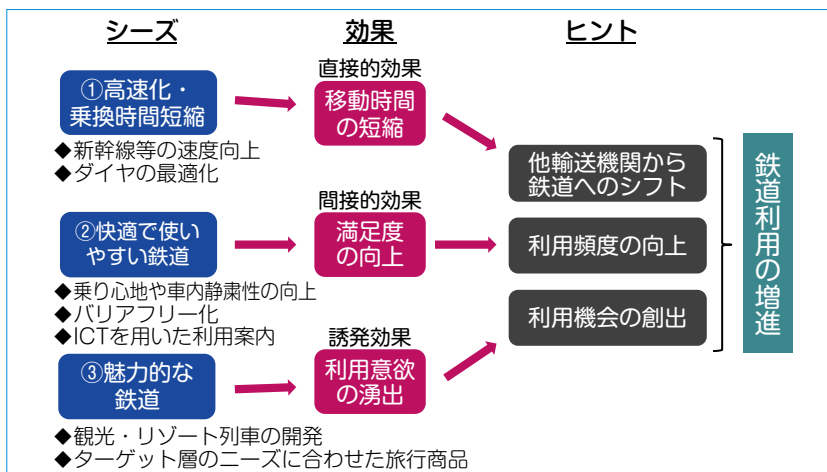 シーズ
効果
ヒント
①高速化・
乗換時間短縮
◆新幹線等の速度向上
◆ダイヤの最適化
直接的効果
移動時間
の短縮
②快適で使い
やすい鉄道
◆乗り心地や車内静粛性の向上
◆バリアフリー化
◆ICTを用いた利用案内
間接的効果
満足度
の向上
③魅力的な
鉄道
◆観光・リゾート列車の開発
◆ターゲット層のニーズに合わせた旅行商品
誘発効果
利用意欲
の湧出
他輸送機関から
鉄道へのシフト
利用頻度の向上
利用機会の創出
鉄道利用の増進